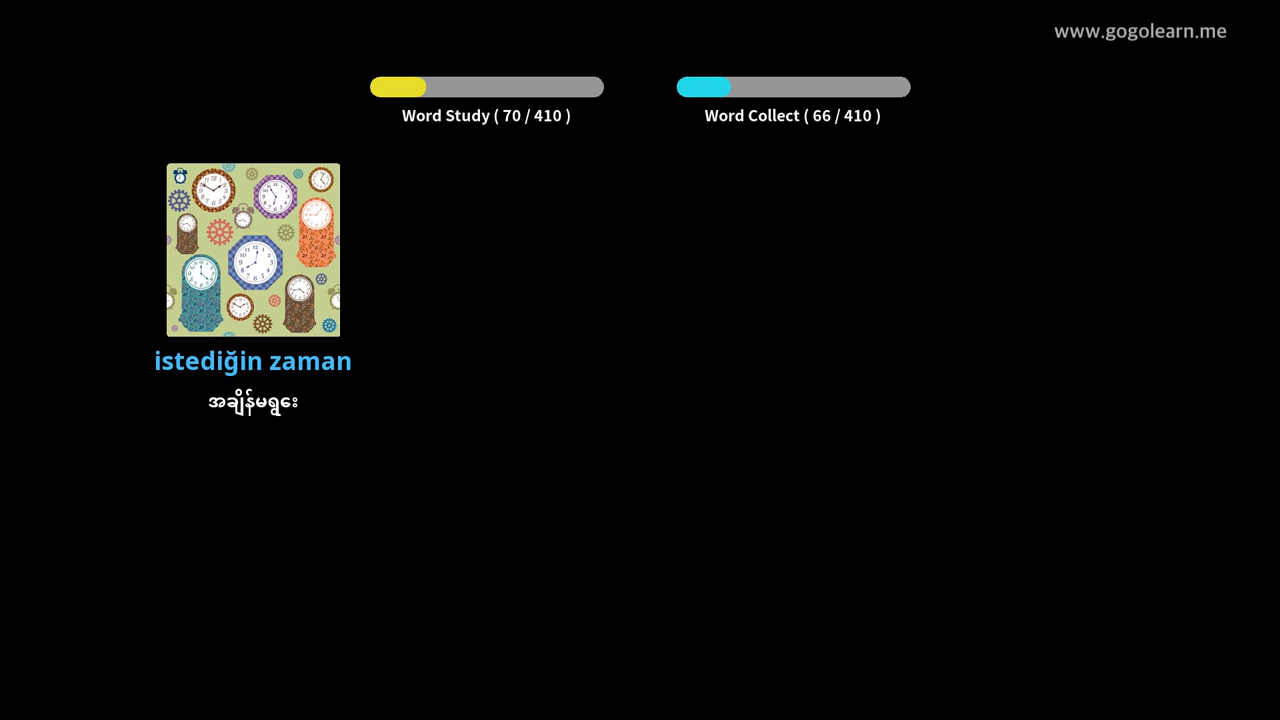 www.gogolearn.me
Word Study ( 70 / 410 )
Word Collect ( 66 / 410 )
istediğin zaman
အချိန်မရွေး